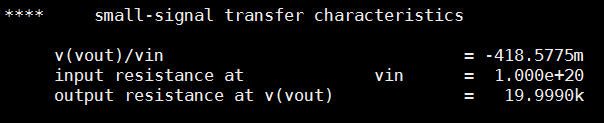 **** small-signal transfer characteristics
v(vout)/vin = -418.5775m
input resistance at vin = 1.000e+20
output resistance at v(vout) = 19.9990k